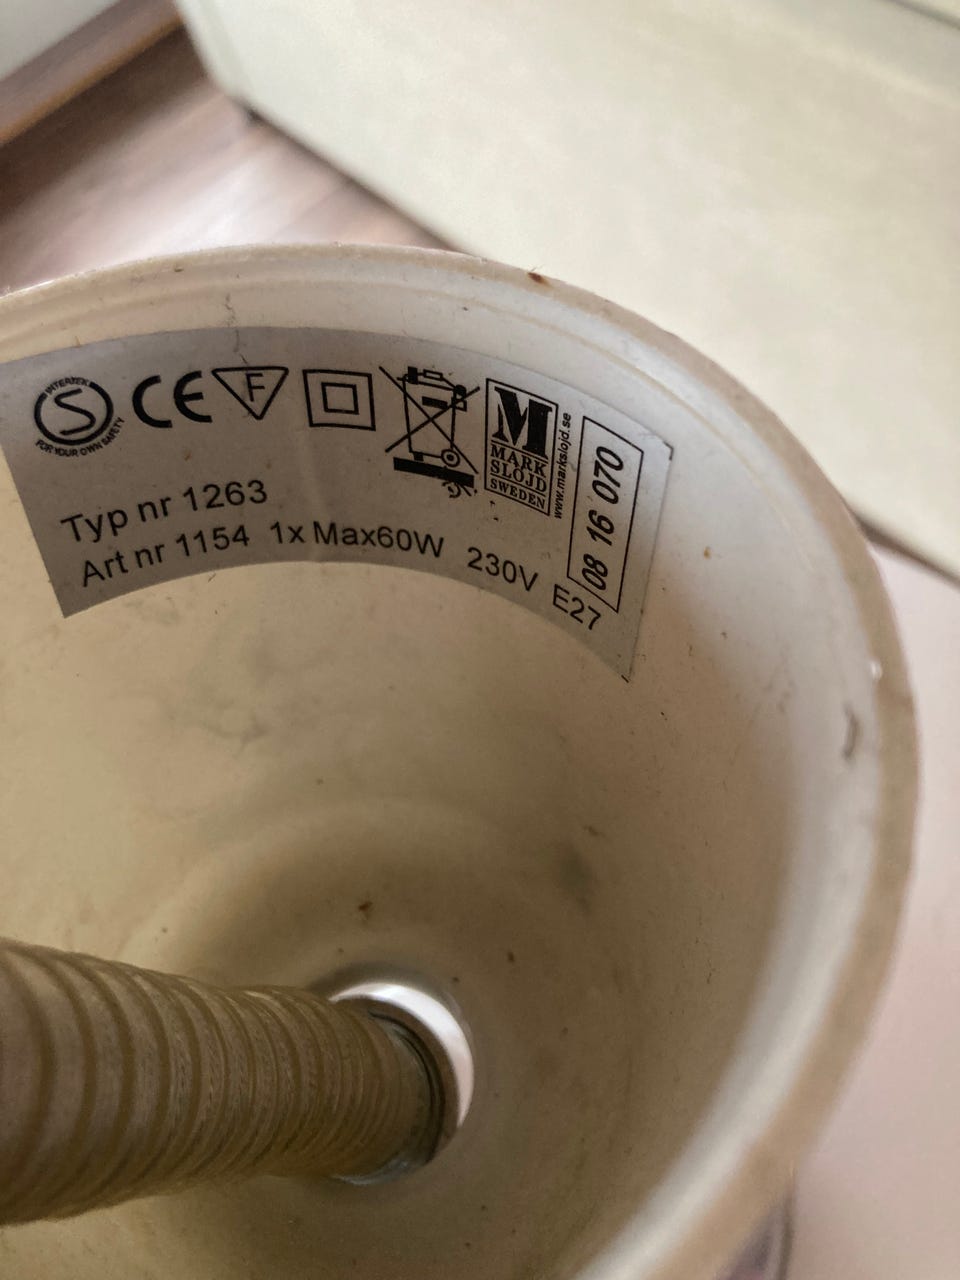 INTERTEK
S
FOR YOUR OWN SAFETY
CE
F
M
MARK
SLOJD
SWEDEN
www.markslojd.se
08 16 070
Typ nr 1263
Art nr 1154 1x Max60W 230V E27